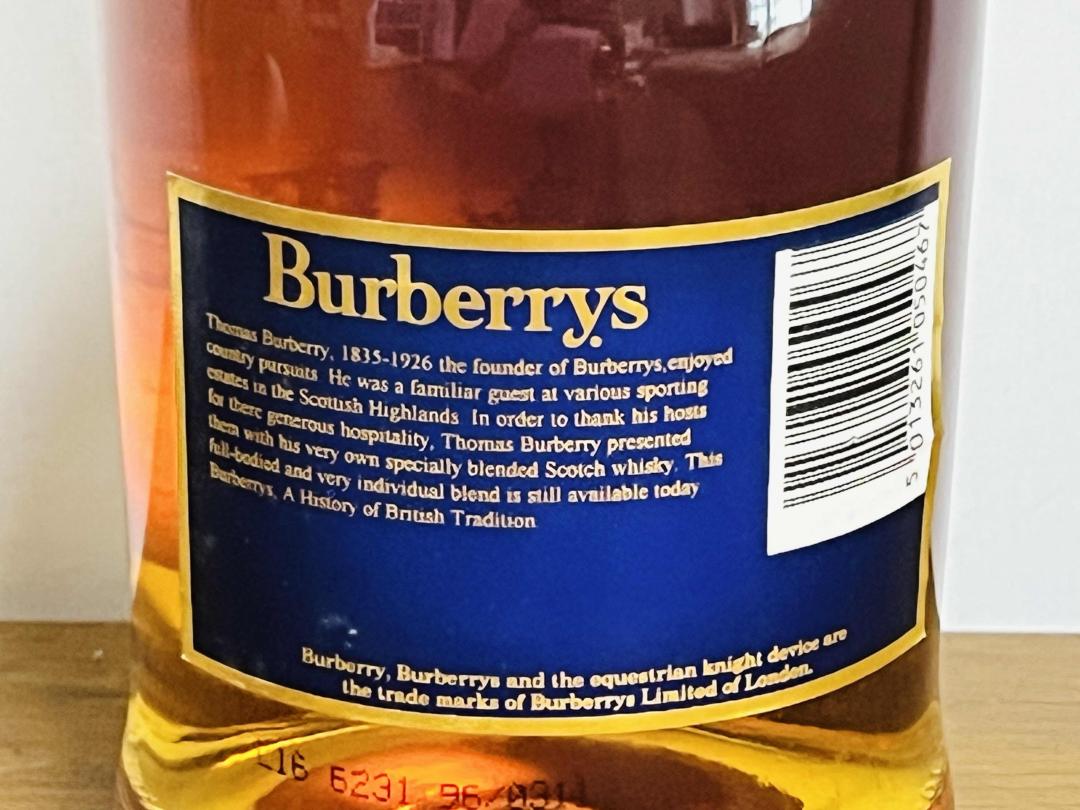 Burberrys
Thomas Burberry, 1835-1926 the founder of Burberrys,enjoyed
country pursuits He was a familiar guest at various sporting
estates in the Scottish Highlands In order to thank his hosts
for there generous hospitality, Thomas Burberry presented
them with his very own specially blended Scotch whisky. This
full-bodied and very individual blend is still available today
Burberrys, A History of British Tradition
5 013261 050467
Burberry, Burberrys and the equestrian knight device are
the trade marks of Burberrys Limited of London.
L16 6231 96